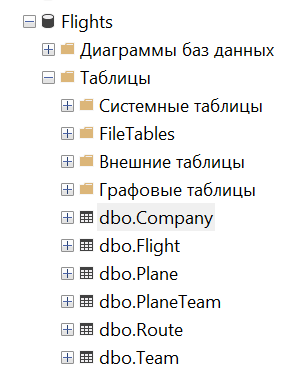 Flights
Диаграммы баз данных
Таблицы
Системные таблицы
FileTables
Внешние таблицы
Графовые таблицы
dbo.Company
dbo.Flight
dbo.Plane
dbo.PlaneTeam
dbo.Route
dbo.Team